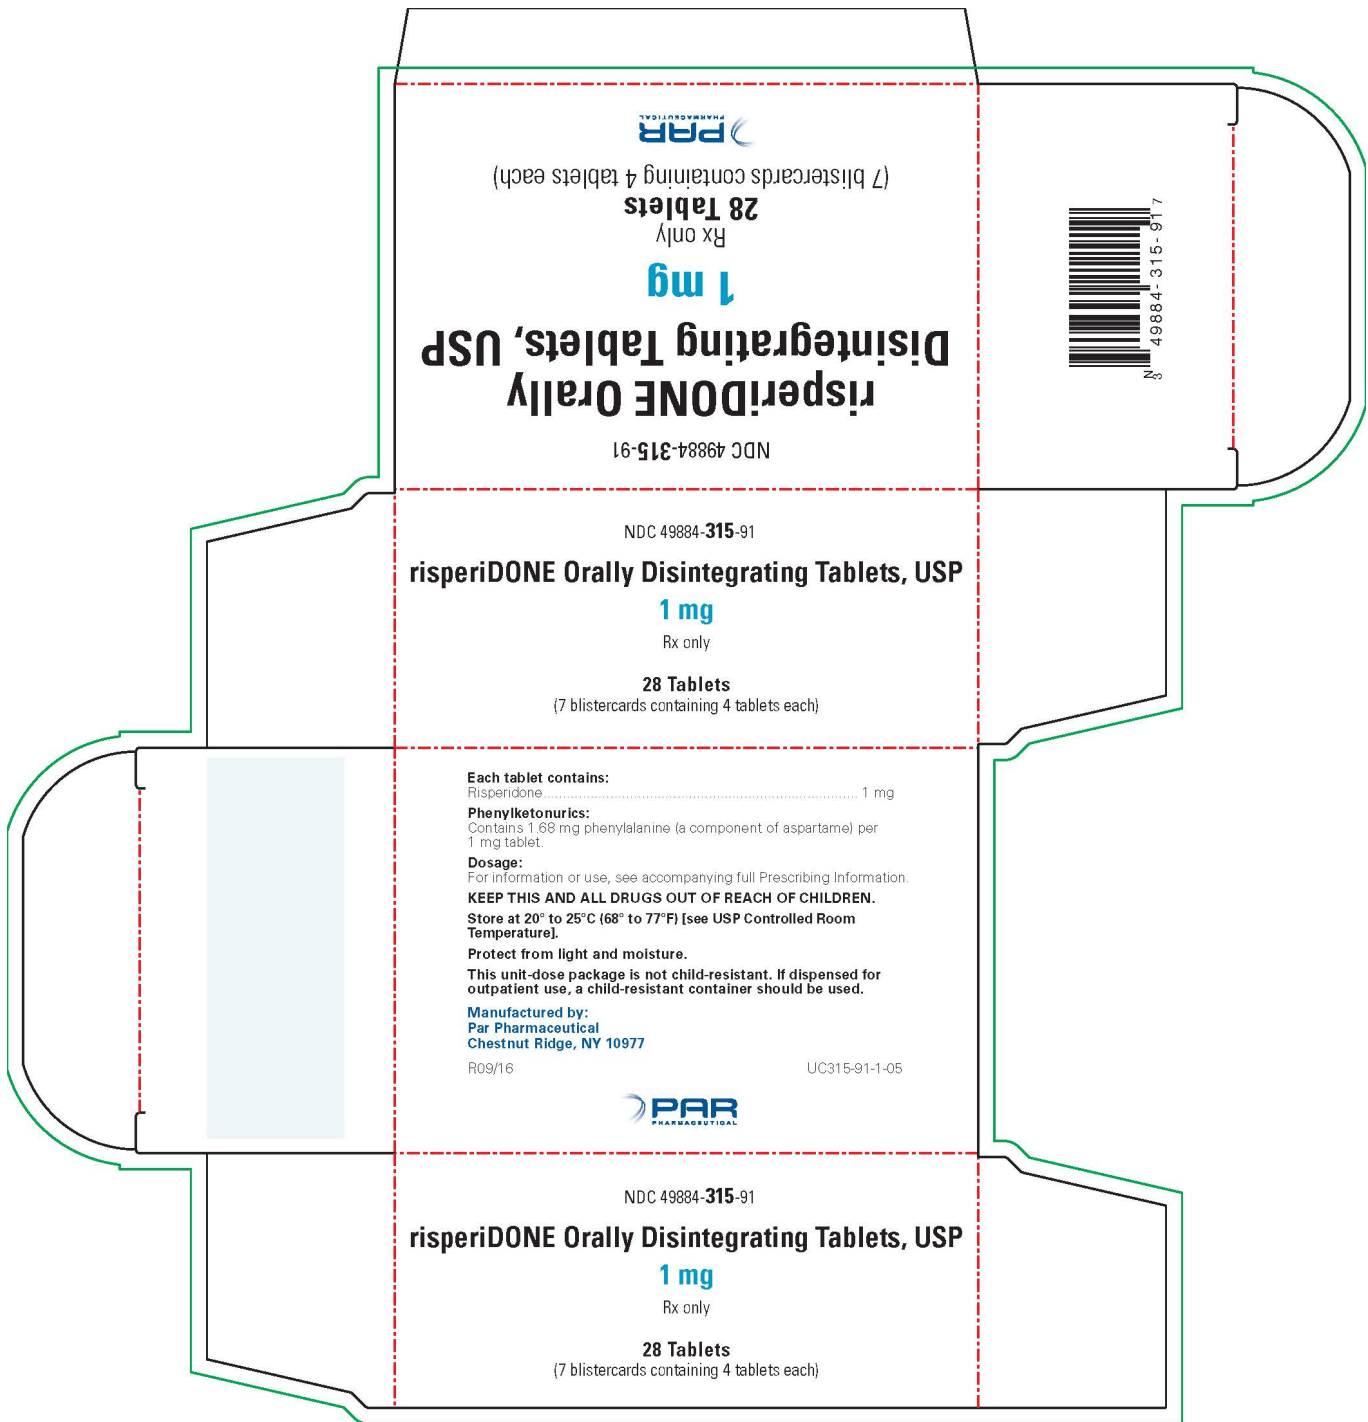 PAR
PHARMACEUTICAL
(7 blistercards containing 4 tablets each)
28 Tablets
Rx only
1 mg
Disintegrating Tablets, USP
risperiDONE Orally
NDC 49884-315-91
N
3 49884-315-91 7
NDC 49884-315-91
risperiDONE Orally Disintegrating Tablets, USP
1 mg
Rx only
28 Tablets
(7 blistercards containing 4 tablets each)
Each tablet contains:
Risperidone.......................................................................... 1 mg
Phenylketonurics:
Contains 1.68 mg phenylalanine (a component of aspartame) per
1 mg tablet.
Dosage:
For information or use, see accompanying full Prescribing Information.
KEEP THIS AND ALL DRUGS OUT OF REACH OF CHILDREN.
Store at 20° to 25°C (68° to 77°F) [see USP Controlled Room
Temperature].
Protect from light and moisture.
This unit-dose package is not child-resistant. If dispensed for
outpatient use, a child-resistant container should be used.
Manufactured by:
Par Pharmaceutical
Chestnut Ridge, NY 10977
R09/16 UC315-91-1-05
PAR
PHARMACEUTICAL
NDC 49884-315-91
risperiDONE Orally Disintegrating Tablets, USP
1 mg
Rx only
28 Tablets
(7 blistercards containing 4 tablets each)